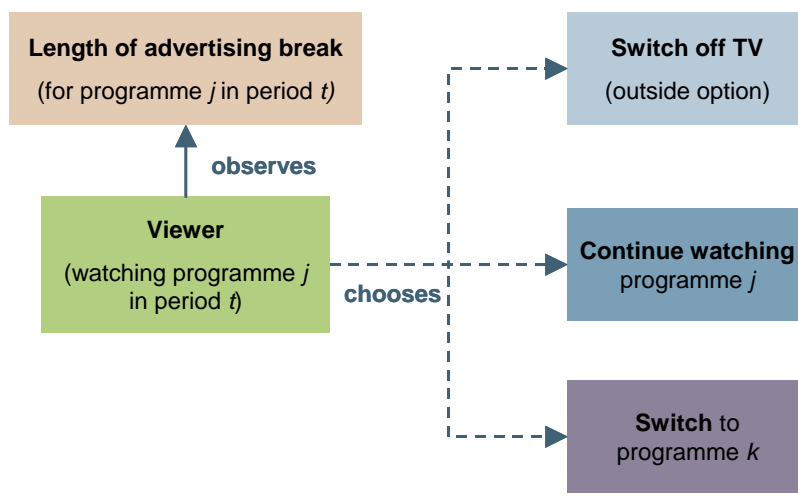 Length of advertising break
(for programme j in period t)
observes
Viewer
(watching programme j
in period t)
chooses
Switch off TV
(outside option)
Continue watching
programme j
Switch to
programme k